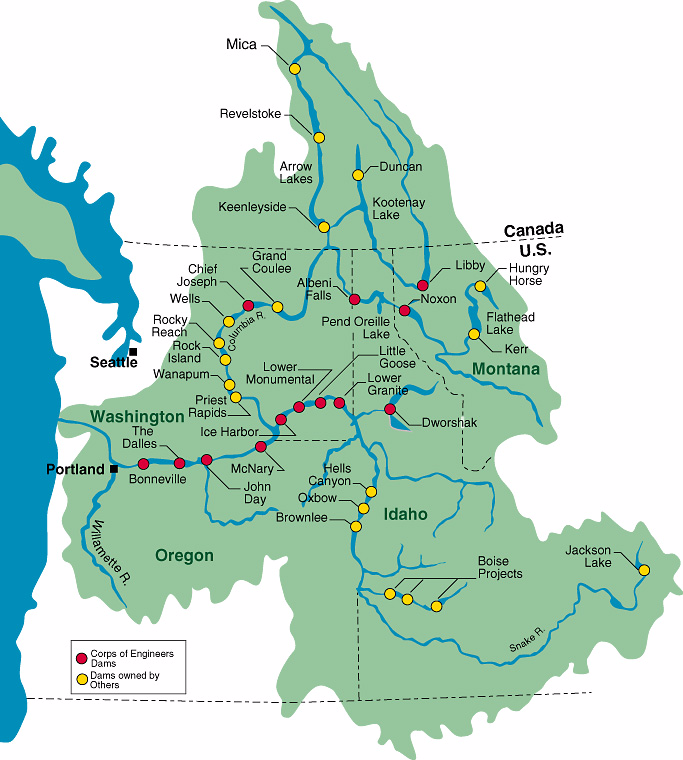 Mica
Revelstoke
Arrow
Lakes
Duncan
Keenleyside
Kootenay
Lake
Canada
U.S.
Grand
Coulee
Chief
Joseph
Albeni
Falls
Libby
Hungry
Horse
Wells
Noxon
Columbia R.
Rocky
Reach
Pend Oreille
Lake
Flathead
Lake
Rock
Island
Kerr
Seattle
Little
Goose
Wanapum
Lower
Monumental
Montana
Lower
Granite
Priest
Rapids
Washington
Ice Harbor
Dworshak
The
Dalles
Portland
McNary
Bonneville
John
Day
Hells
Canyon
Oxbow
Brownlee
Idaho
Willamette R.
Oregon
Boise
Projects
Jackson
Lake
Snake R.
Corps of Engineers
Dams
Dams owned by
Others